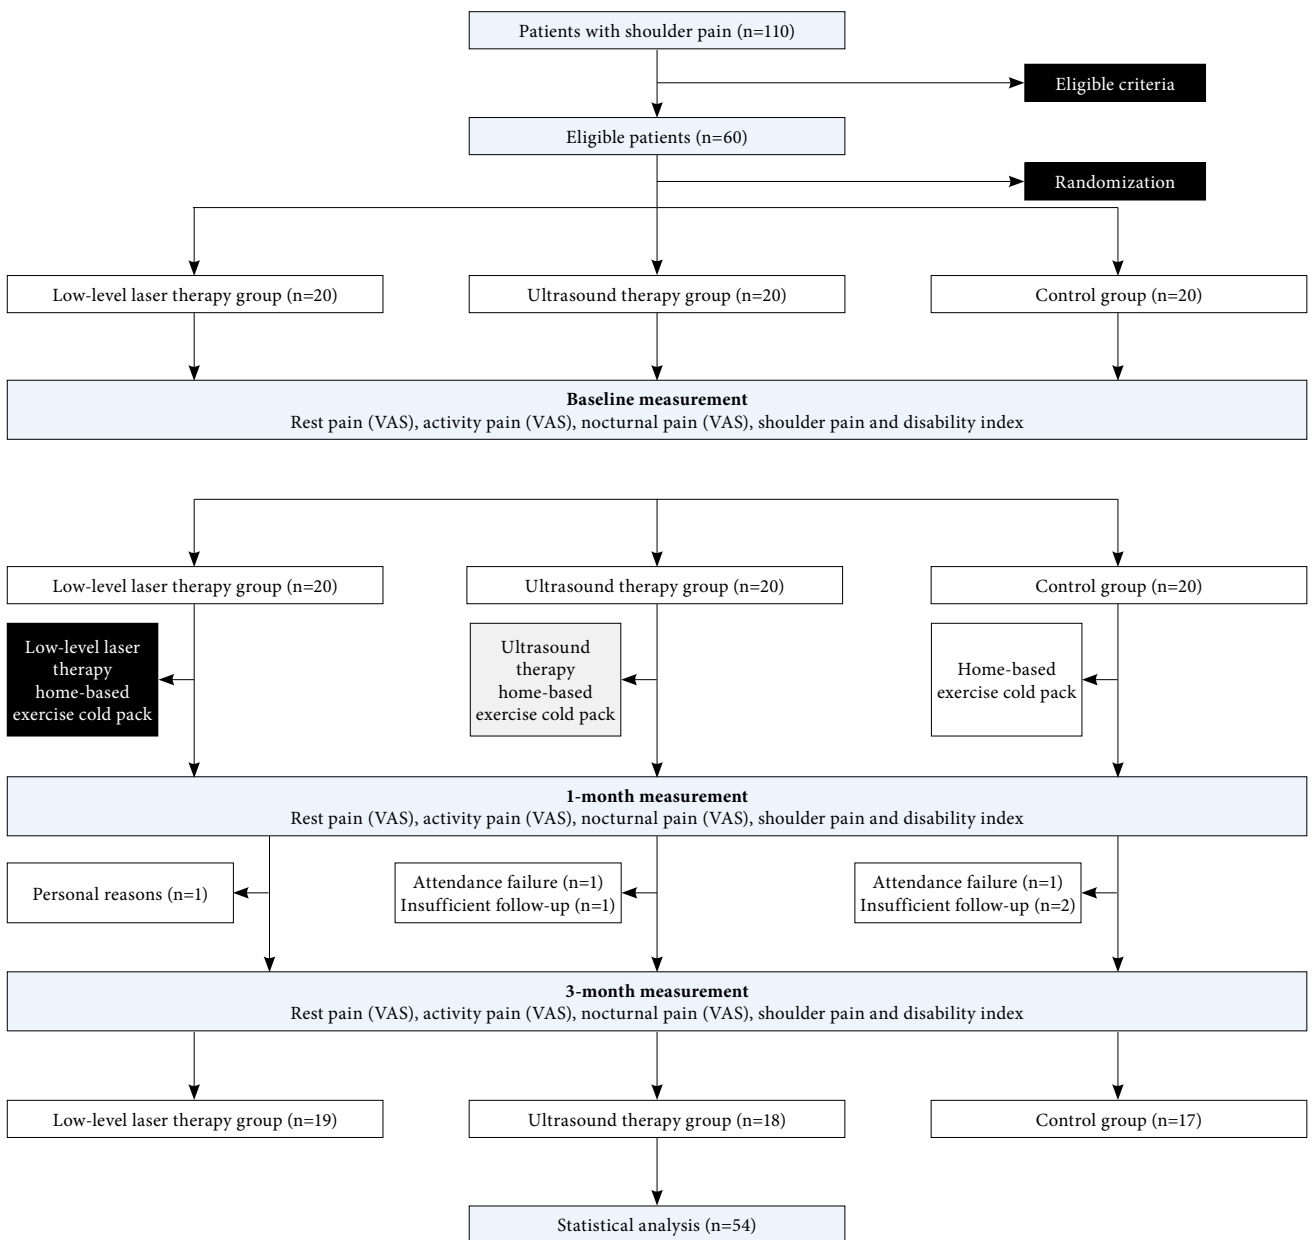 Patients with shoulder pain (n=110)
Eligible criteria
Eligible patients (n=60)
Randomization
Low-level laser therapy group (n=20)
Ultrasound therapy group (n=20)
Control group (n=20)
Baseline measurement
Rest pain (VAS), activity pain (VAS), nocturnal pain (VAS), shoulder pain and disability index
Low-level laser therapy group (n=20)
Ultrasound therapy group (n=20)
Control group (n=20)
Low-level laser
therapy
home-based
exercise cold pack
Ultrasound
therapy
home-based
exercise cold pack
Home-based
exercise cold pack
1-month measurement
Rest pain (VAS), activity pain (VAS), nocturnal pain (VAS), shoulder pain and disability index
Personal reasons (n=1)
Attendance failure (n=1)
Insufficient follow-up (n=1)
Attendance failure (n=1)
Insufficient follow-up (n=2)
3-month measurement
Rest pain (VAS), activity pain (VAS), nocturnal pain (VAS), shoulder pain and disability index
Low-level laser therapy group (n=19)
Ultrasound therapy group (n=18)
Control group (n=17)
Statistical analysis (n=54)